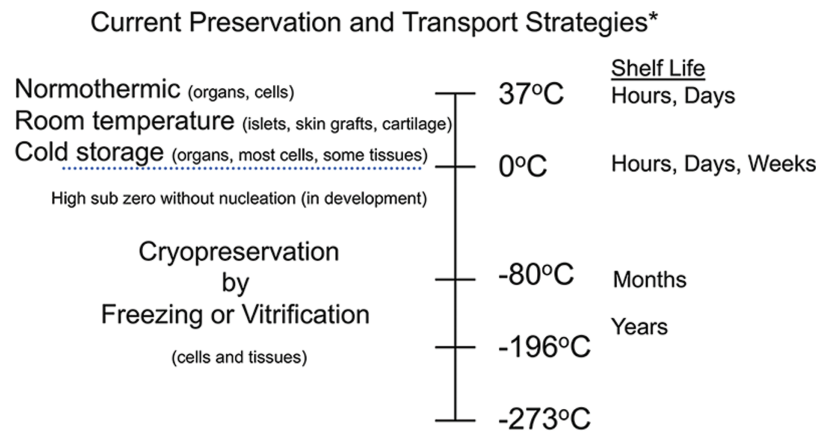 Current Preservation and Transport Strategies*
Shelf Life
Normothermic (organs, cells) 37°C Hours, Days
Room temperature (islets, skin grafts, cartilage)
Cold storage (organs, most cells, some tissues) 0°C Hours, Days, Weeks
High sub zero without nucleation (in development)
Cryopreservation
by
-80°C Months
Freezing or Vitrification
Years
(cells and tissues) -196°C
-273°C